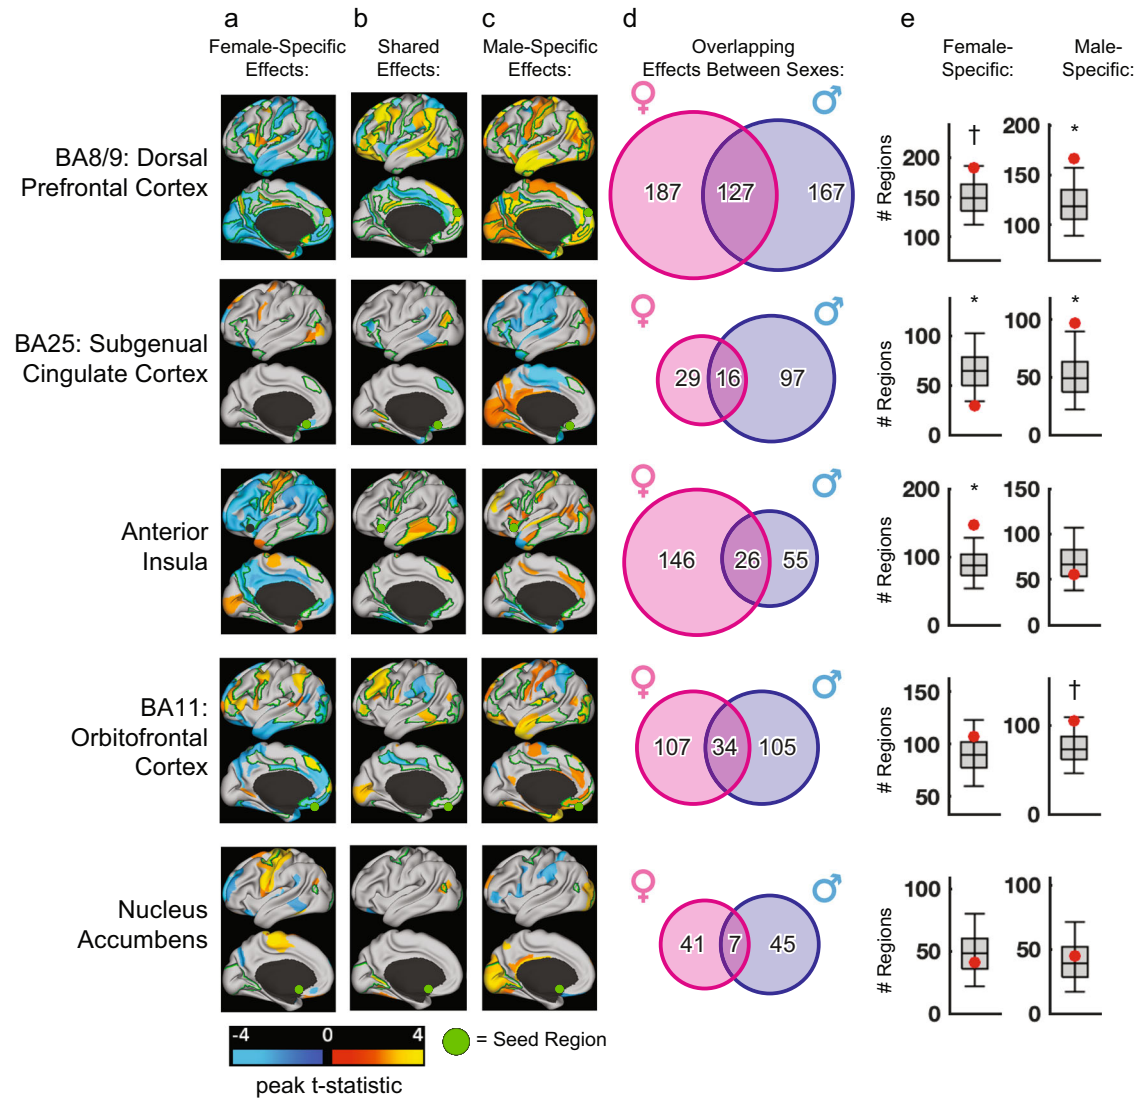 a b c d e
Female-Specific
Effects:
Shared
Effects:
Male-Specific
Effects:
Overlapping
Effects Between Sexes:
Female-
Specific:
Male-
Specific:
BA8/9: Dorsal
Prefrontal Cortex
♀ ♂
187 127 167
# Regions
200
150
100
†
200
150
100
*
BA25: Subgenual
Cingulate Cortex
♀ ♂
29 16 97
# Regions
100
50
0
*
100
50
0
*
Anterior
Insula
♀ ♂
146 26 55
# Regions
200
100
0
*
150
100
50
0
BA11:
Orbitofrontal
Cortex
♀ ♂
107 34 105
# Regions
150
100
50
100
0
†
Nucleus
Accumbens
♀ ♂
41 7 45
# Regions
100
50
0
100
50
0
-4 0 4
peak t-statistic
= Seed Region